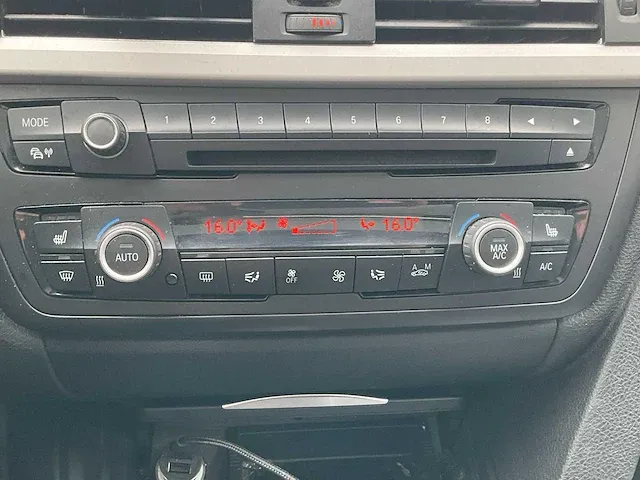 MODE 1 2 3 4 5 6 7 8
16.0° 16.0°
AUTO MAX A/C
OFF A M A/C